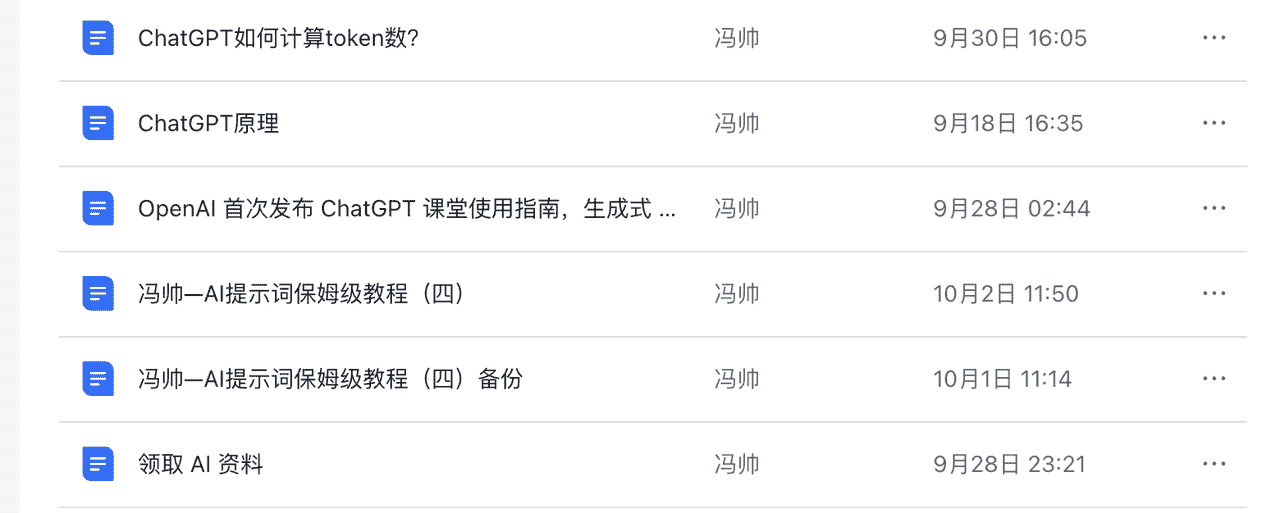 ChatGPT如何计算token数? 冯帅 9月30日 16:05 ···
ChatGPT原理 冯帅 9月18日 16:35 ···
OpenAI 首次发布 ChatGPT 课堂使用指南，生成式 ... 冯帅 9月28日 02:44 ···
冯帅—AI提示词保姆级教程（四） 冯帅 10月2日 11:50 ···
冯帅—AI提示词保姆级教程（四）备份 冯帅 10月1日 11:14 ···
领取 AI 资料 冯帅 9月28日 23:21 ···